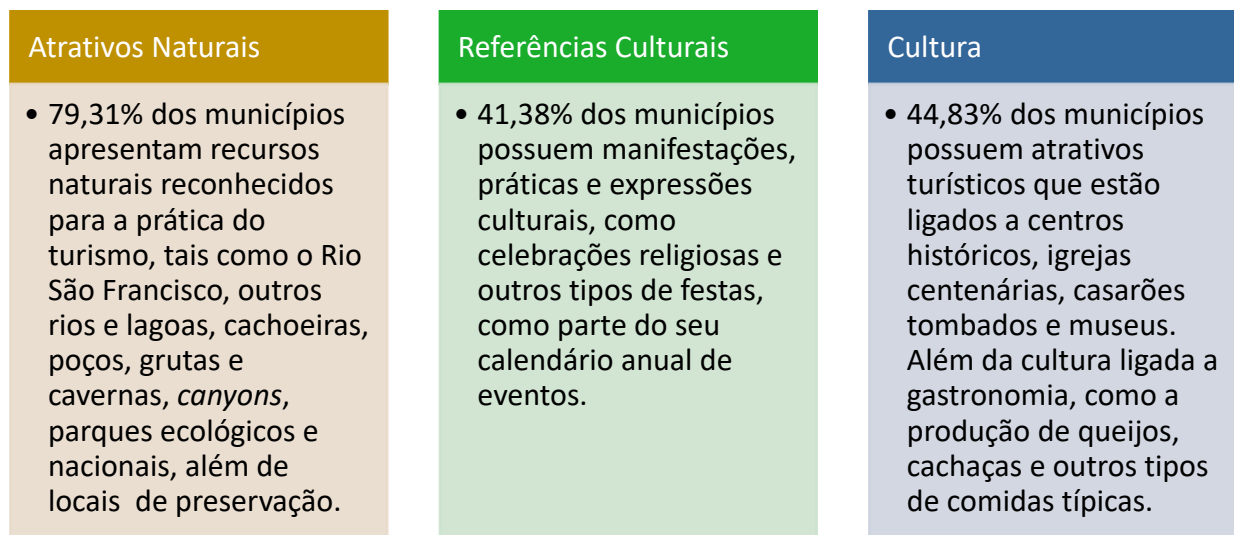 Atrativos Naturais
• 79,31% dos municípios
apresentam recursos
naturais reconhecidos
para a prática do
turismo, tais como o Rio
São Francisco, outros
rios e lagoas, cachoeiras,
poços, grutas e
cavernas, canyons,
parques ecológicos e
nacionais, além de
locais de preservação.
Referências Culturais
• 41,38% dos municípios
possuem manifestações,
práticas e expressões
culturais, como
celebrações religiosas e
outros tipos de festas,
como parte do seu
calendário anual de
eventos.
Cultura
• 44,83% dos municípios
possuem atrativos
turísticos que estão
ligados a centros
históricos, igrejas
centenárias, casarões
tombados e museus.
Além da cultura ligada a
gastronomia, como a
produção de queijos,
cachaças e outros tipos
de comidas típicas.